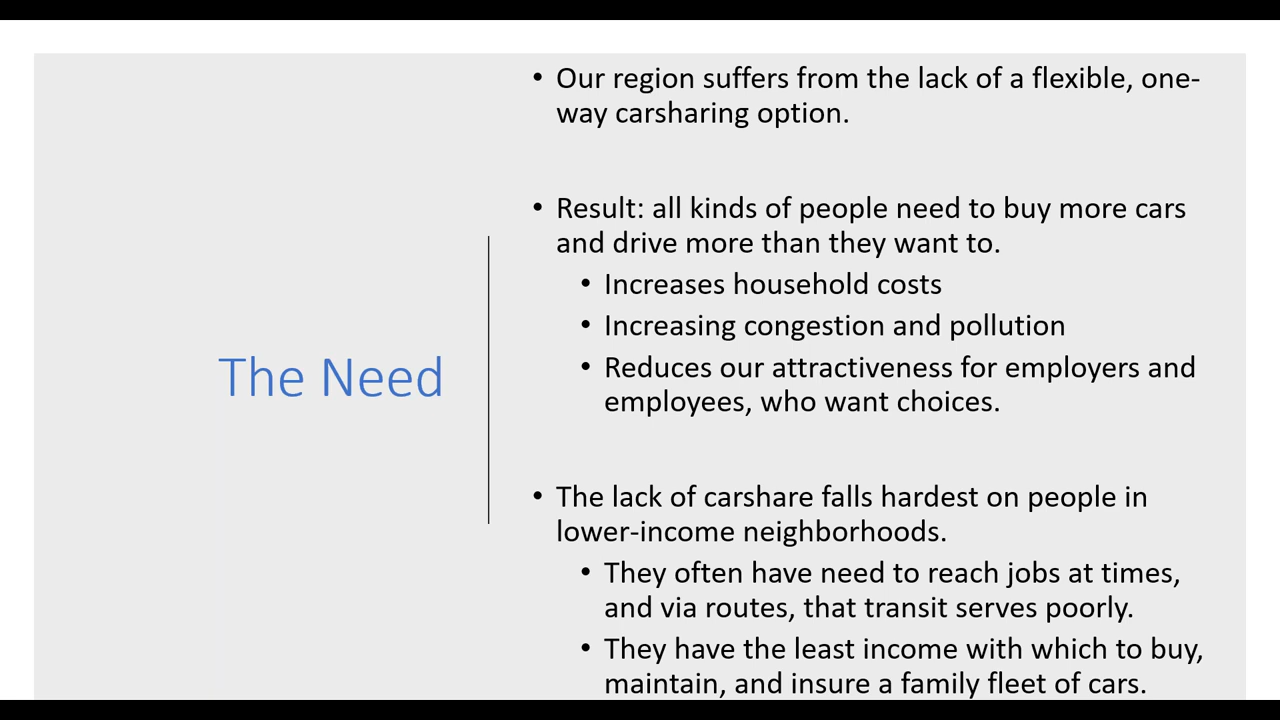 The Need
• Our region suffers from the lack of a flexible, one-
way carsharing option.
• Result: all kinds of people need to buy more cars
and drive more than they want to.
• Increases household costs
• Increasing congestion and pollution
• Reduces our attractiveness for employers and
employees, who want choices.
• The lack of carshare falls hardest on people in
lower-income neighborhoods.
• They often have need to reach jobs at times,
and via routes, that transit serves poorly.
• They have the least income with which to buy,
maintain, and insure a family fleet of cars.